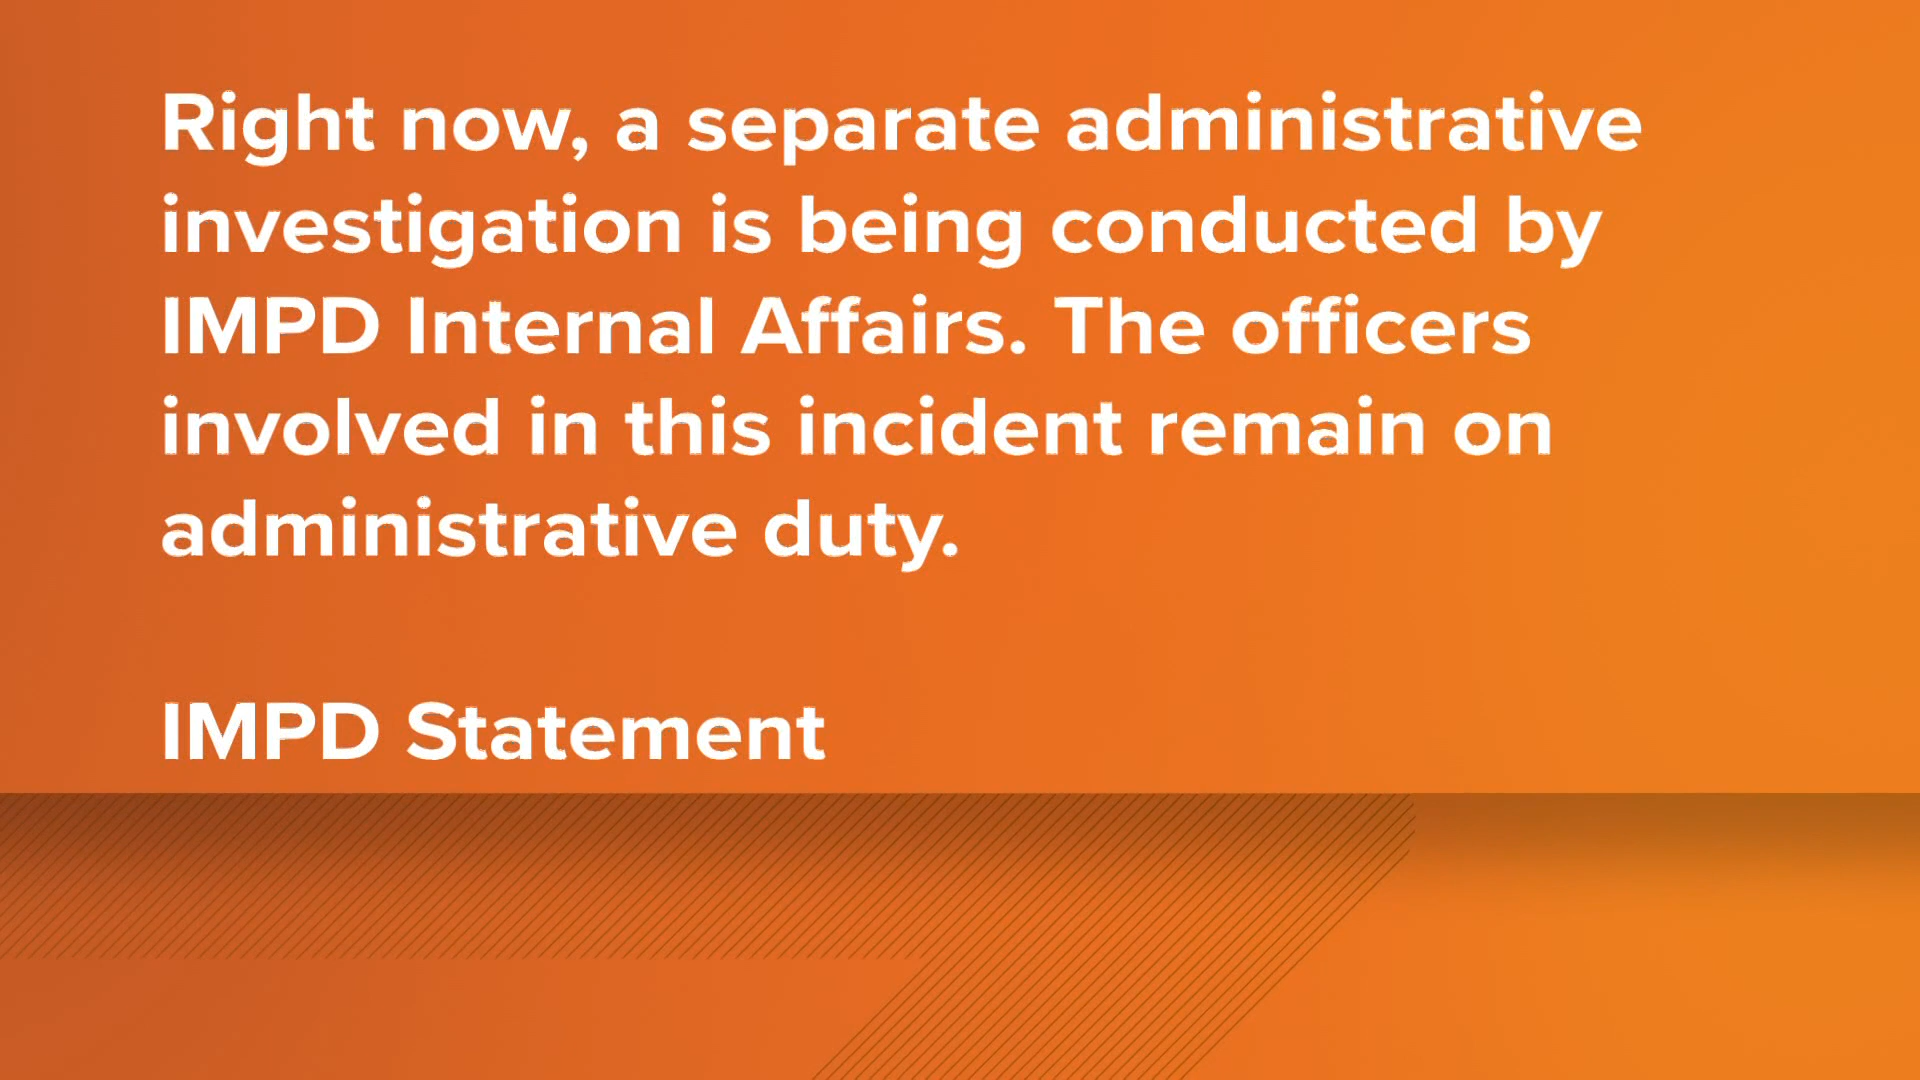 Right now, a separate administrative
investigation is being conducted by
IMPD Internal Affairs. The officers
involved in this incident remain on
administrative duty.
IMPD Statement